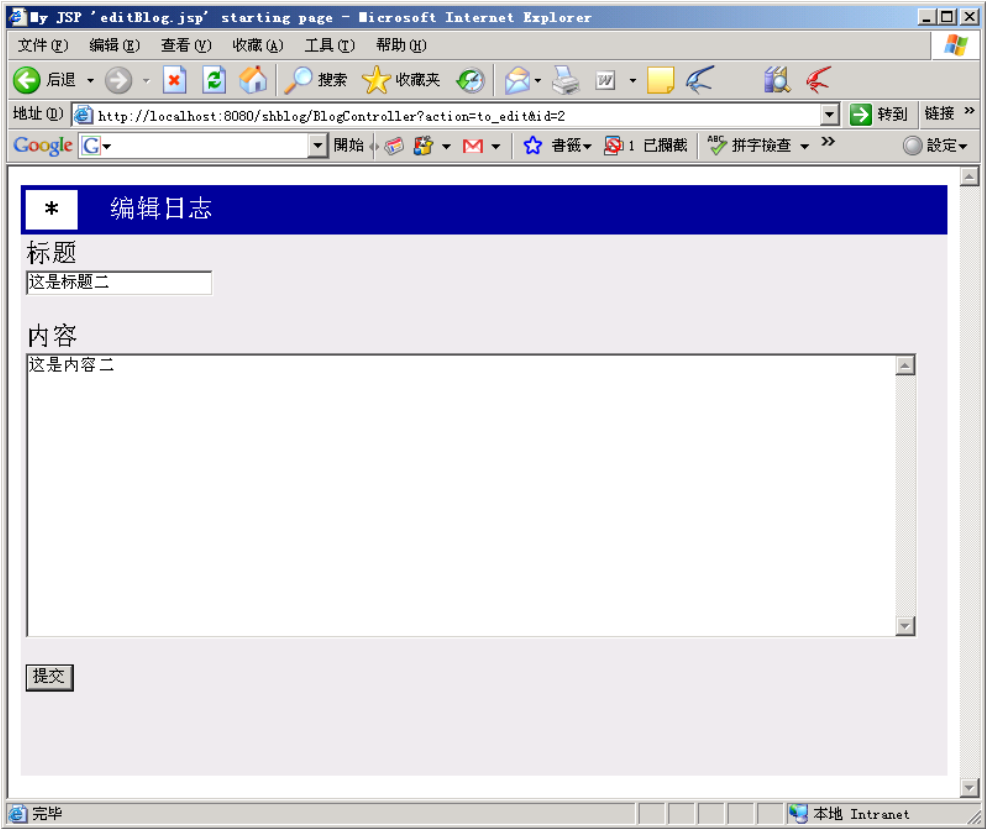 My JSP 'editBlog.jsp' starting page - Microsoft Internet Explorer
文件(F) 编辑(E) 查看(V) 收藏(A) 工具(T) 帮助(H)
后退 搜索 收藏夹 W
地址(D) http://localhost:8080/shblog/BlogController?action=to_edit&id=2 转到 链接 »
Google G 開始 M 書籤 1 已攔截 ABC 拼字檢查 » 設定
* 编辑日志
标题
这是标题二
内容
这是内容二
提交
完毕 本地 Intranet